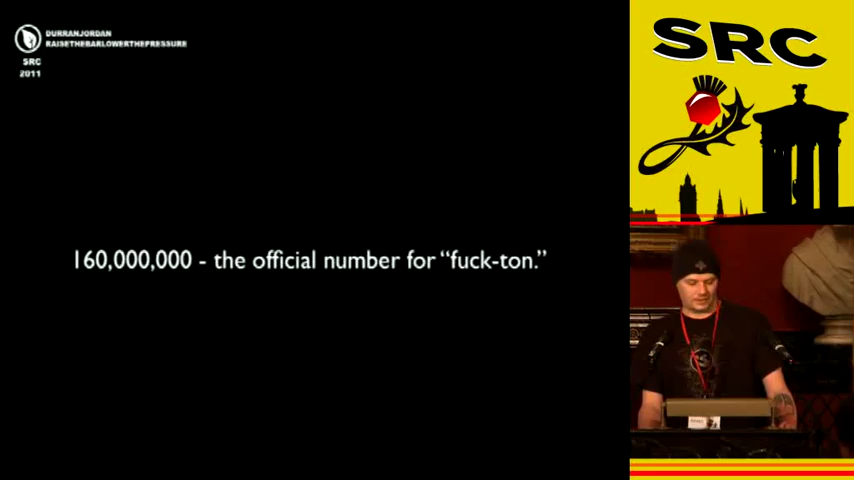 DURRANJORDAN
RAISETHEBARLOWERTHEPRESSURE
SRC
2011
160,000,000 - the official number for “fuck-ton.”
SRC